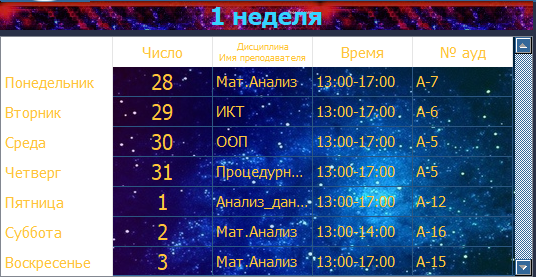 1 неделя
Число Дисциплина Время № ауд
Имя преподавателя
Понедельник 28 Мат.Анализ 13:00-17:00 А-7
Вторник 29 ИКТ 13:00-17:00 А-6
Среда 30 ООП 13:00-17:00 А-5
Четверг 31 Процедурн... 13:00-17:00 А-5
Пятница 1 Анализ_дан... 13:00-17:00 А-12
Суббота 2 Мат.Анализ 13:00-14:00 А-16
Воскресенье 3 Мат.Анализ 13:00-17:00 А-15